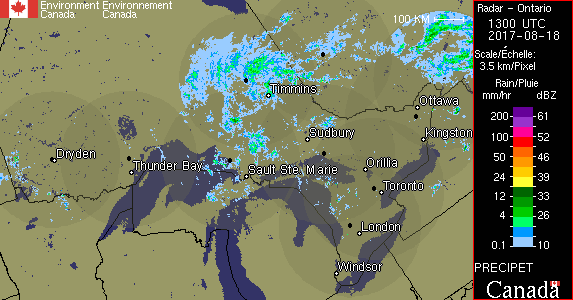 Environment Environnement
Canada Canada
100 KM
Timmins
Ottawa
Sudbury
Kingston
Dryden
Thunder Bay
Sault Ste. Marie
Orillia
Toronto
London
Windsor
Radar - Ontario
1300 UTC
2017-08-18
Scale/Échelle:
3.5 km/Pixel
Rain/Pluie
mm/hr dBZ
200 61
100 52
50 46
24 39
12 33
4 26
0.1 10
PRECIPET
Canada